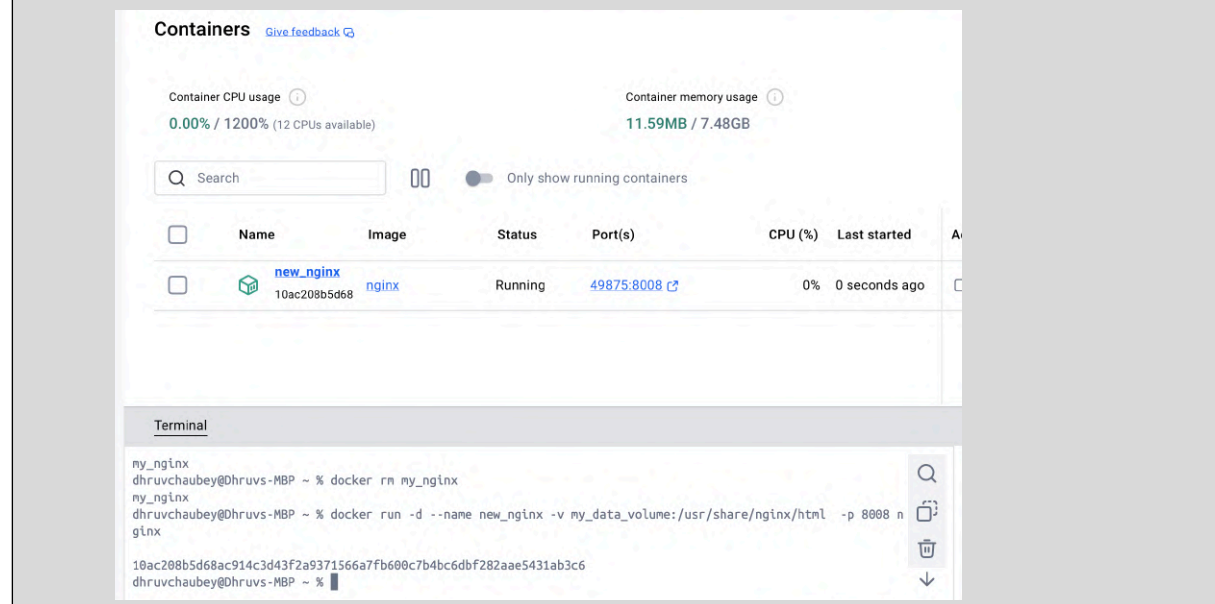 Containers Give feedback
Container CPU usage
Container memory usage
0.00% / 1200% (12 CPUs available)
11.59MB / 7.48GB
Search
Only show running containers
Name Image Status Port(s) CPU (%) Last started
new_nginx
10ac208b5d68
nginx Running 49875:8008 0% 0 seconds ago
Terminal
my_nginx
dhruvchaubey@Dhruvs-MBP ~ % docker rm my_nginx
my_nginx
dhruvchaubey@Dhruvs-MBP ~ % docker run -d --name new_nginx -v my_data_volume:/usr/share/nginx/html  -p 8008 n
ginx
10ac208b5d68ac914c3d43f2a9371566a7fb600c7b4bc6dbf282aae5431ab3c6
dhruvchaubey@Dhruvs-MBP ~ %